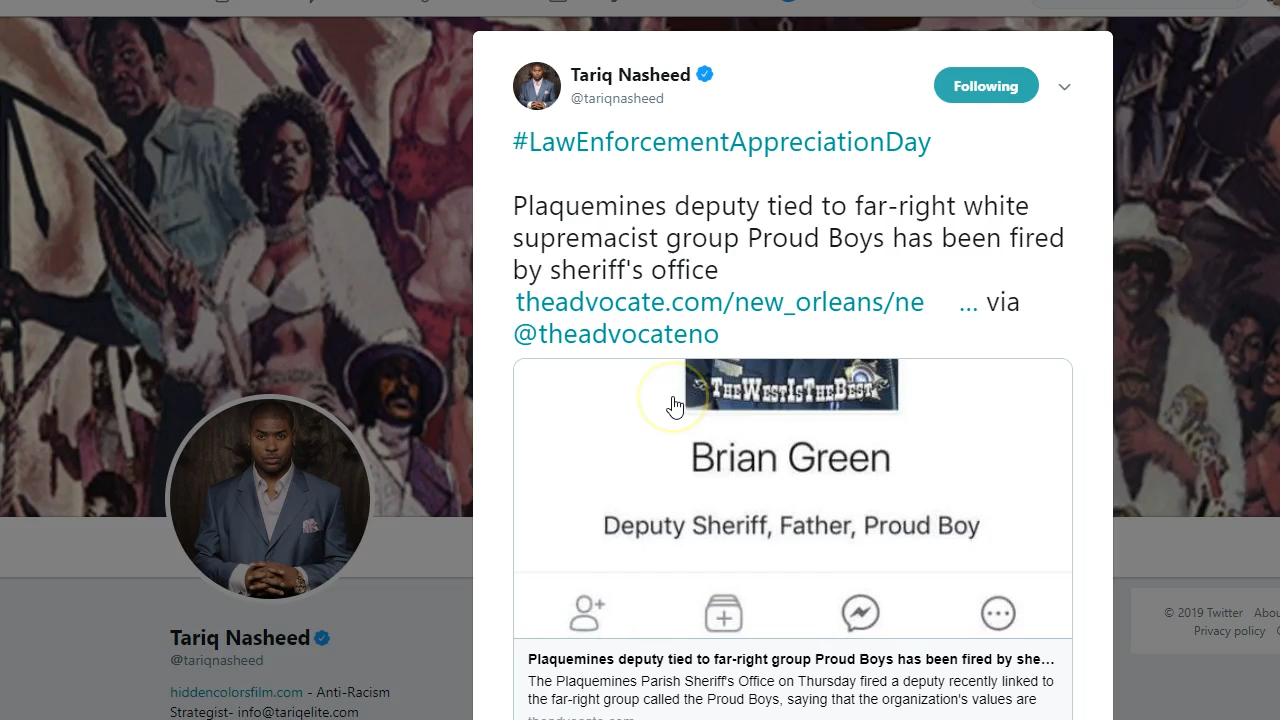 Tariq Nasheed
@tariqnasheed
Following
#LawEnforcementAppreciationDay
Plaquemines deputy tied to far-right white
supremacist group Proud Boys has been fired
by sheriff's office
theadvocate.com/new_orleans/ne … via
@theadvocateno
THEWESTISTHEBEST
Brian Green
Deputy Sheriff, Father, Proud Boy
Plaquemines deputy tied to far-right group Proud Boys has been fired by she...
The Plaquemines Parish Sheriff's Office on Thursday fired a deputy recently linked to
the far-right group called the Proud Boys, saying that the organization's values are
theadvocate.com
Tariq Nasheed
@tariqnasheed
hiddencolorsfilm.com - Anti-Racism
Strategist- info@tariqelite.com
© 2019 Twitter Abou
Privacy policy